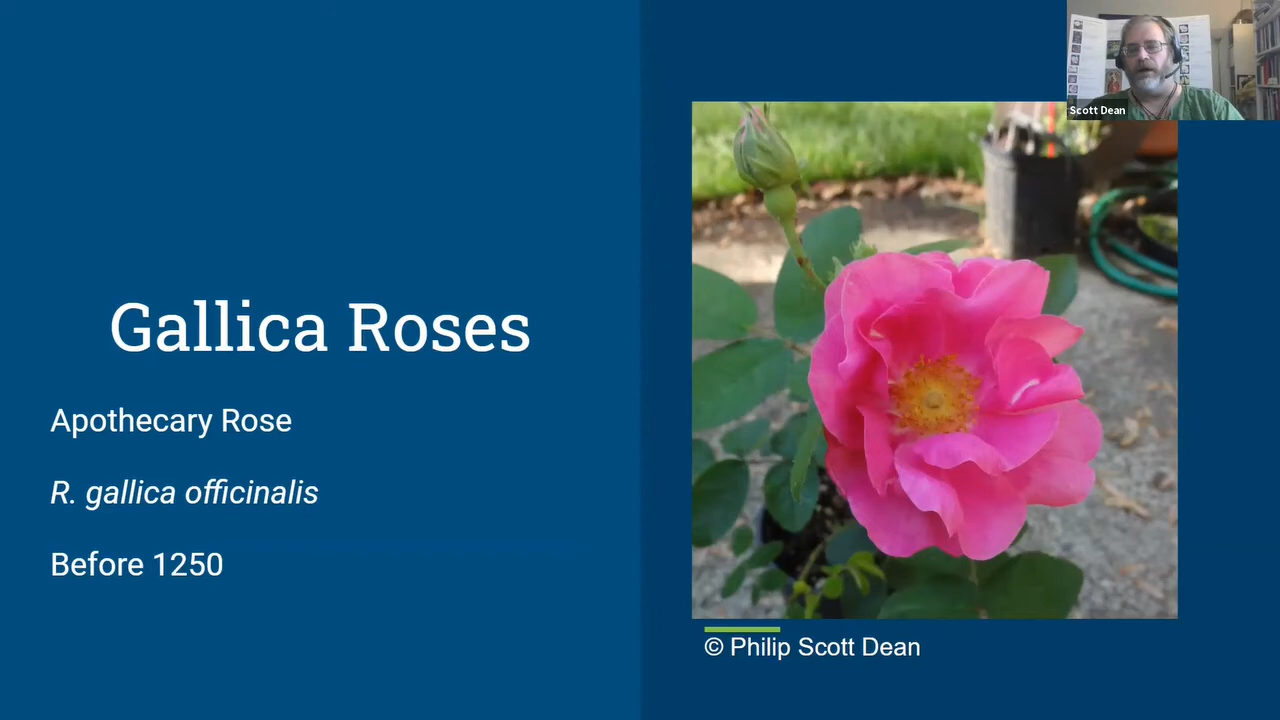 Scott Dean
Gallica Roses
Apothecary Rose
R. gallica officinalis
Before 1250
© Philip Scott Dean